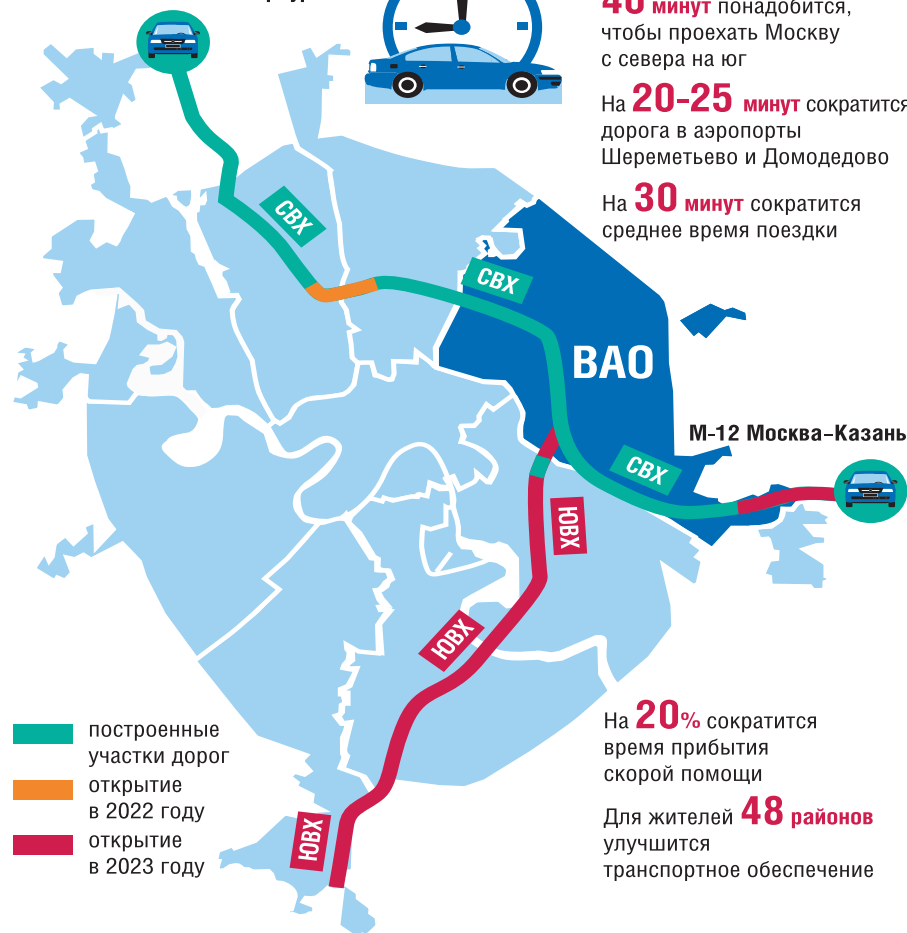 40 минут понадобится,
чтобы проехать Москву
с севера на юг
На 20-25 минут сократится
дорога в аэропорты
Шереметьево и Домодедово
На 30 минут сократится
среднее время поездки
СВХ
СВХ
ВАО
М-12 Москва–Казань
СВХ
ЮВХ
ЮВХ
ЮВХ
построенные
участки дорог
открытие
в 2022 году
открытие
в 2023 году
На 20% сократится
время прибытия
скорой помощи
Для жителей 48 районов
улучшится
транспортное обеспечение